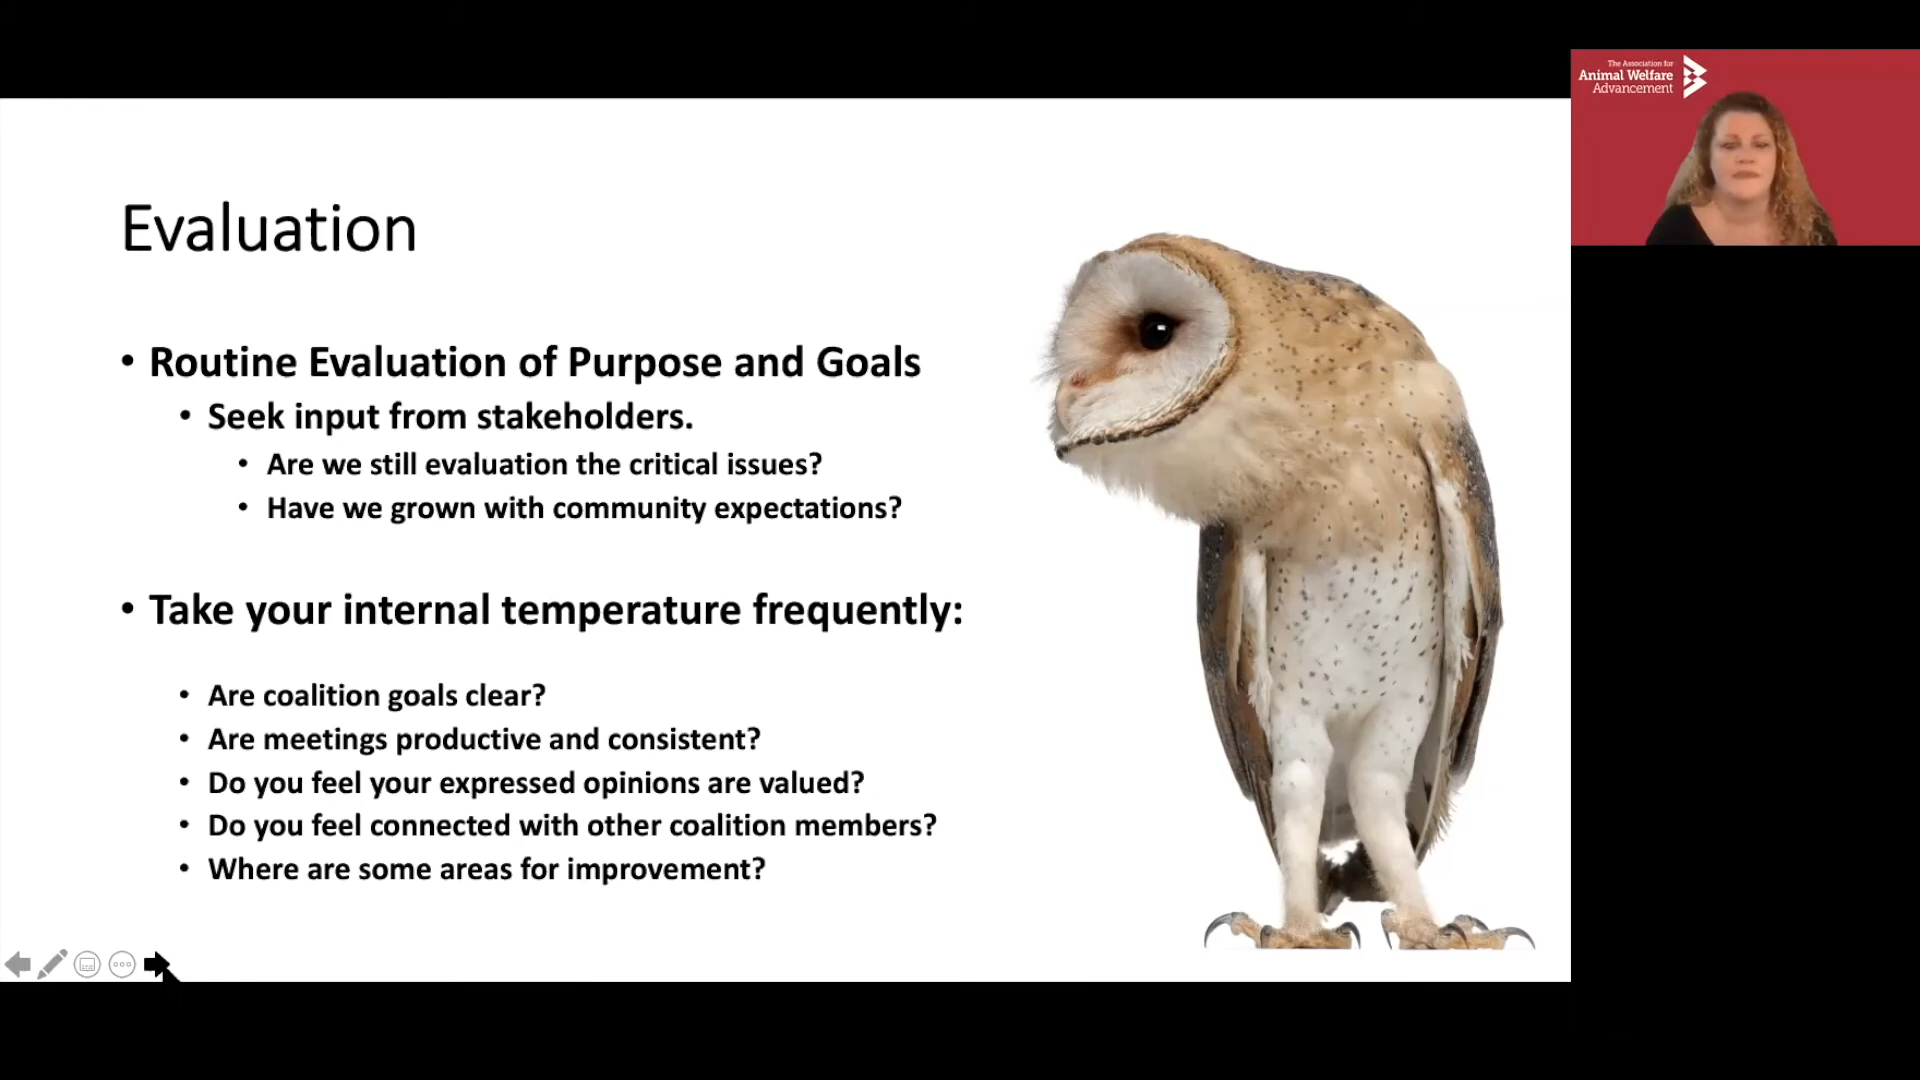 The Association for
Animal Welfare
Advancement
Evaluation
• Routine Evaluation of Purpose and Goals
• Seek input from stakeholders.
• Are we still evaluation the critical issues?
• Have we grown with community expectations?
• Take your internal temperature frequently:
• Are coalition goals clear?
• Are meetings productive and consistent?
• Do you feel your expressed opinions are valued?
• Do you feel connected with other coalition members?
• Where are some areas for improvement?